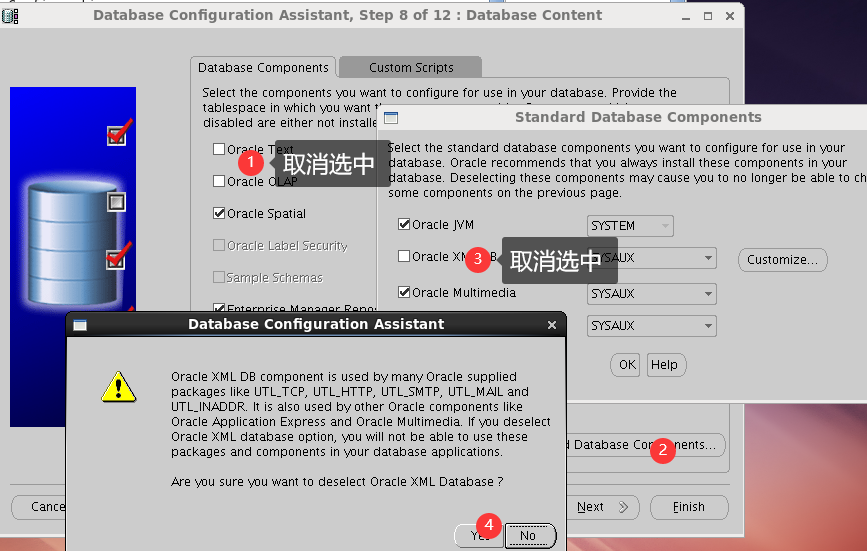 Database Configuration Assistant, Step 8 of 12 : Database Content
Database Components
Custom Scripts
Select the components you want to configure for use in your database. Provide the
tablespace in which you want
disabled are either not installe
Oracle Text
1
取消选中
Oracle OLAP
Oracle Spatial
Oracle Label Security
Sample Schemas
Enterprise Manager Repos
Standard Database Components
Select the standard database components you want to configure for use in your
database. Oracle recommends that you always install these components in your
database. Deselecting these components may cause you to no longer be able to ch
some components on the previous page.
Oracle JVM
SYSTEM
Oracle XM B
3
取消选中
SYSAUX
Customize...
Oracle Multimedia
SYSAUX
SYSAUX
OK
Help
Database Configuration Assistant
Oracle XML DB component is used by many Oracle supplied
packages like UTL_TCP, UTL_HTTP, UTL_SMTP, UTL_MAIL and
UTL_INADDR. It is also used by other Oracle components like
Oracle Application Express and Oracle Multimedia. If you deselect
Oracle XML database option, you will not be able to use these
packages and components in your database applications.
Are you sure you want to deselect Oracle XML Database ?
4
Yes
No
d Database Components...
2
Cance
Next
Finish